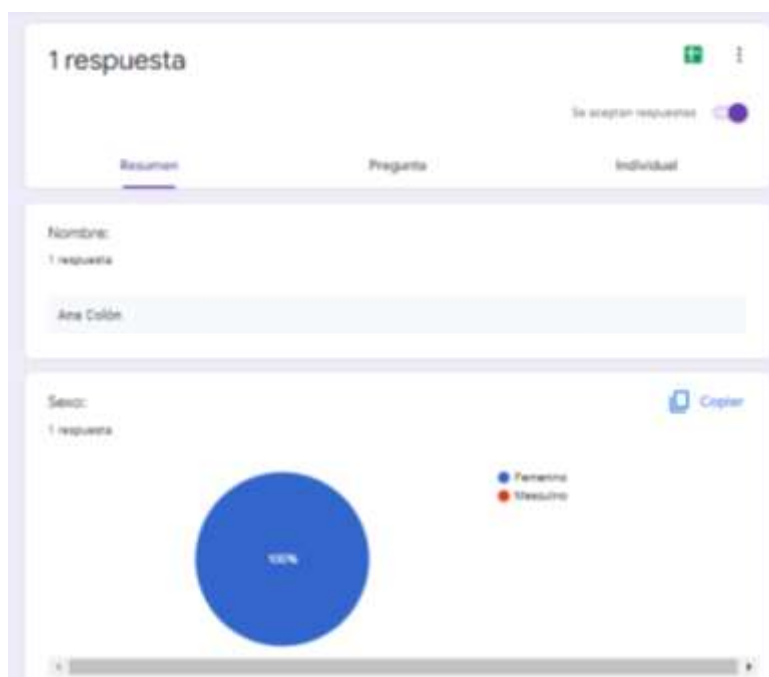 1 respuesta
Se aceptan respuestas
Resumen
Pregunta
Individual
Nombre:
1 respuesta
Ana Colón
Sexo:
Copiar
1 respuesta
Femenino
Masculino
100%